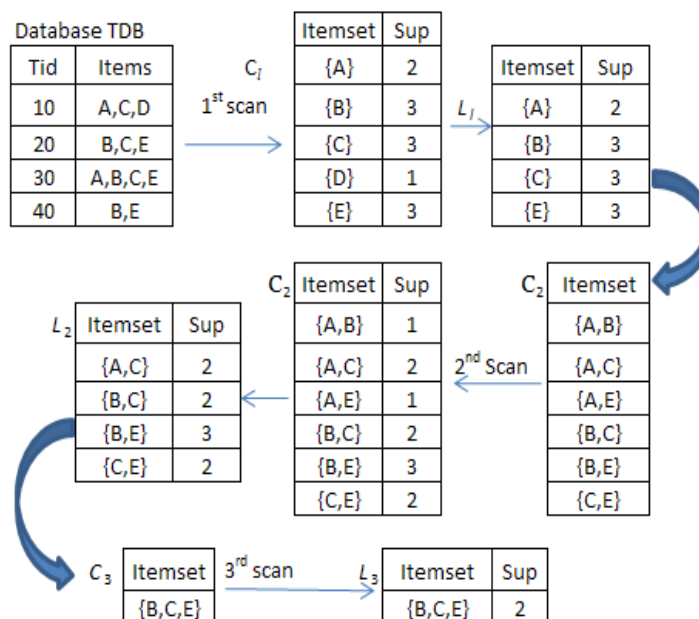 Database TDB
Tid Items
10 A,C,D
20 B,C,E
30 A,B,C,E
40 B,E
C1
1st scan
Itemset Sup
{A} 2
{B} 3
{C} 3
{D} 1
{E} 3
L1
Itemset Sup
{A} 2
{B} 3
{C} 3
{E} 3
C2
Itemset
{A,B}
{A,C}
{A,E}
{B,C}
{B,E}
{C,E}
2nd Scan
C2
Itemset Sup
{A,B} 1
{A,C} 2
{A,E} 1
{B,C} 2
{B,E} 3
{C,E} 2
L2
Itemset Sup
{A,C} 2
{B,C} 2
{B,E} 3
{C,E} 2
C3
Itemset
{B,C,E}
3rd scan
L3
Itemset Sup
{B,C,E} 2